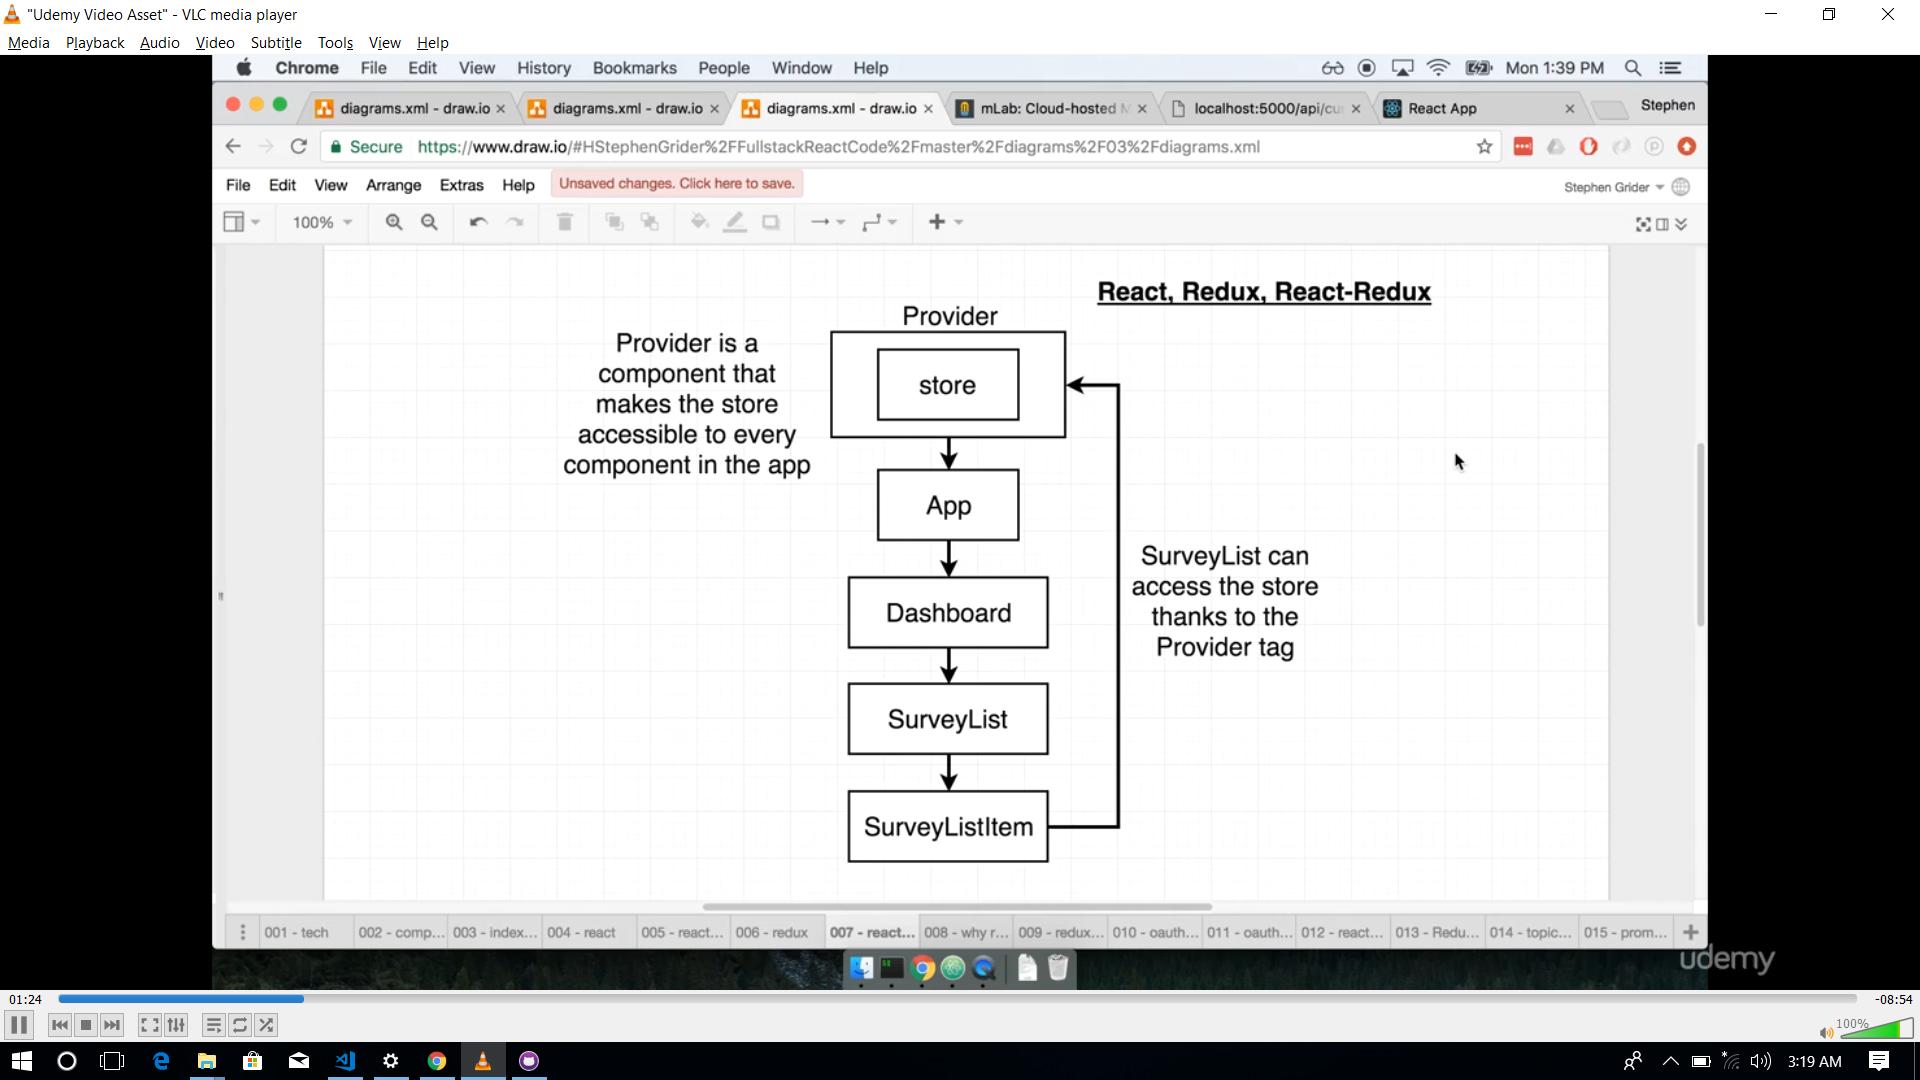 "Udemy Video Asset" - VLC media player
Media Playback Audio Video Subtitle Tools View Help
Chrome File Edit View History Bookmarks People Window Help
Mon 1:39 PM
diagrams.xml - draw.io
diagrams.xml - draw.io
diagrams.xml - draw.io
mLab: Cloud-hosted M
localhost:5000/api/cu
React App
Stephen
Secure https://www.draw.io/#HStephenGrider%2FFullstackReactCode%2Fmaster%2Fdiagrams%2F03%2Fdiagrams.xml
File Edit View Arrange Extras Help
Unsaved changes. Click here to save.
Stephen Grider
100%
React, Redux, React-Redux
Provider
Provider is a
component that
makes the store
accessible to every
component in the app
store
App
Dashboard
SurveyList can
access the store
thanks to the
Provider tag
SurveyList
SurveyListItem
001 - tech
002 - comp...
003 - index...
004 - react
005 - react...
006 - redux
007 - react...
008 - why r...
009 - redux...
010 - oauth...
011 - oauth...
012 - react...
013 - Redu...
014 - topic...
015 - prom...
udemy
01:24
-08:54
100%
3:19 AM